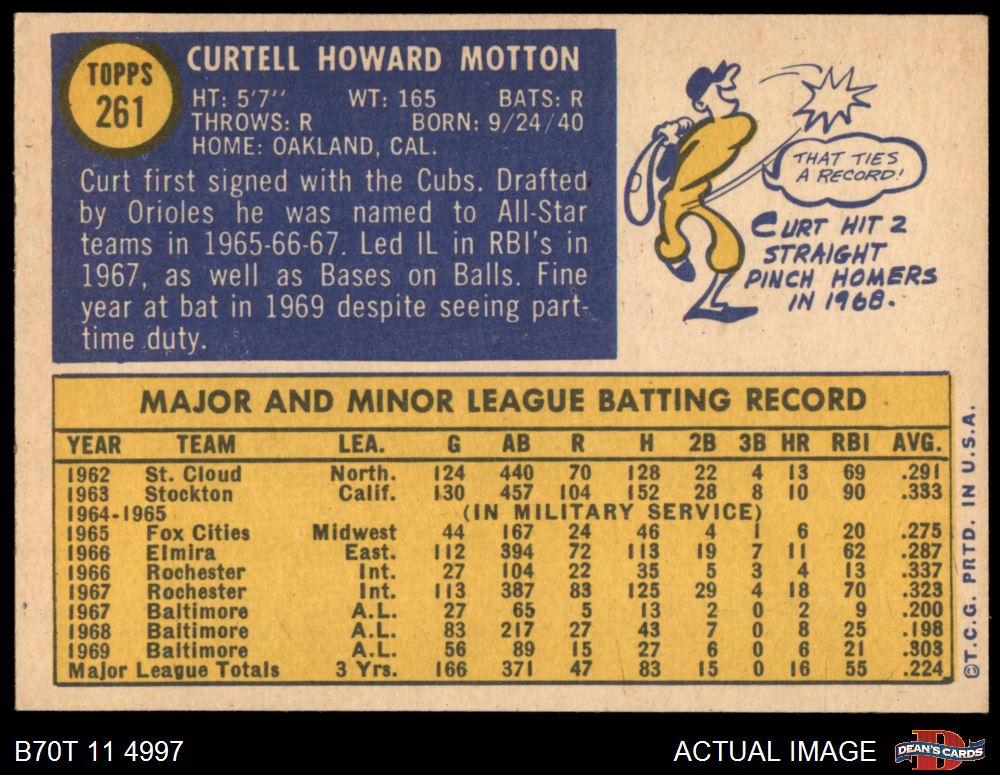 TOPPS
261
CURTELL HOWARD MOTTON
HT: 5'7" WT: 165 BATS: R
THROWS: R BORN: 9/24/40
HOME: OAKLAND, CAL.
Curt first signed with the Cubs. Drafted
by Orioles he was named to All-Star
teams in 1965-66-67. Led IL in RBI's in
1967, as well as Bases on Balls. Fine
year at bat in 1969 despite seeing part-
time duty.
THAT TIES
A RECORD!
CURT HIT 2
STRAIGHT
PINCH HOMERS
IN 1968.
MAJOR AND MINOR LEAGUE BATTING RECORD
YEAR TEAM LEA. G AB R H 2B 3B HR RBI AVG.
1962 St. Cloud North. 124 440 70 128 22 4 13 69 .291
1963 Stockton Calif. 130 457 104 152 28 8 10 90 .333
1964-1965 (IN MILITARY SERVICE)
1965 Fox Cities Midwest 44 167 24 46 4 1 6 20 .275
1966 Elmira East. 112 394 72 113 19 7 11 62 .287
1966 Rochester Int. 27 104 22 35 5 3 4 13 .337
1967 Rochester Int. 113 387 83 125 29 4 18 70 .323
1967 Baltimore A.L. 27 65 5 13 2 0 2 9 .200
1968 Baltimore A.L. 83 217 27 43 7 0 8 25 .198
1969 Baltimore A.L. 56 89 15 27 6 0 6 21 .303
Major League Totals 3 Yrs. 166 371 47 83 15 0 16 55 .224
©T.C.G. PRTD. IN U.S.A.
B70T 11 4997
ACTUAL IMAGE
D
DEAN'S CARDS